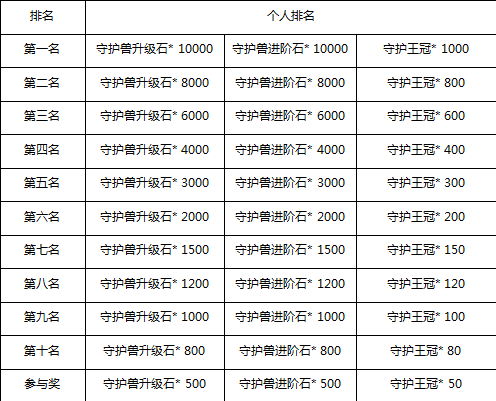 排名 个人排名
第一名 守护兽升级石* 10000 守护兽进阶石* 10000 守护王冠* 1000
第二名 守护兽升级石* 8000 守护兽进阶石* 8000 守护王冠* 800
第三名 守护兽升级石* 6000 守护兽进阶石* 6000 守护王冠* 600
第四名 守护兽升级石* 4000 守护兽进阶石* 4000 守护王冠* 400
第五名 守护兽升级石* 3000 守护兽进阶石* 3000 守护王冠* 300
第六名 守护兽升级石* 2000 守护兽进阶石* 2000 守护王冠* 200
第七名 守护兽升级石* 1500 守护兽进阶石* 1500 守护王冠* 150
第八名 守护兽升级石* 1200 守护兽进阶石* 1200 守护王冠* 120
第九名 守护兽升级石* 1000 守护兽进阶石* 1000 守护王冠* 100
第十名 守护兽升级石* 800 守护兽进阶石* 800 守护王冠* 80
参与奖 守护兽升级石* 500 守护兽进阶石* 500 守护王冠* 50